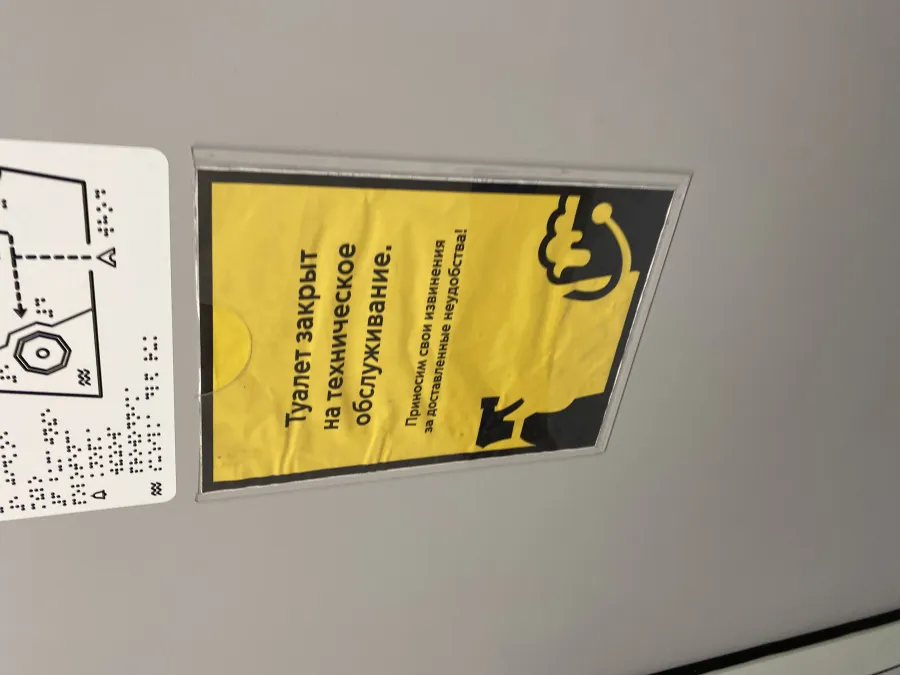 Туалет закрыт
на техническое
обслуживание.
Приносим свои извинения
за доставленные неудобства!